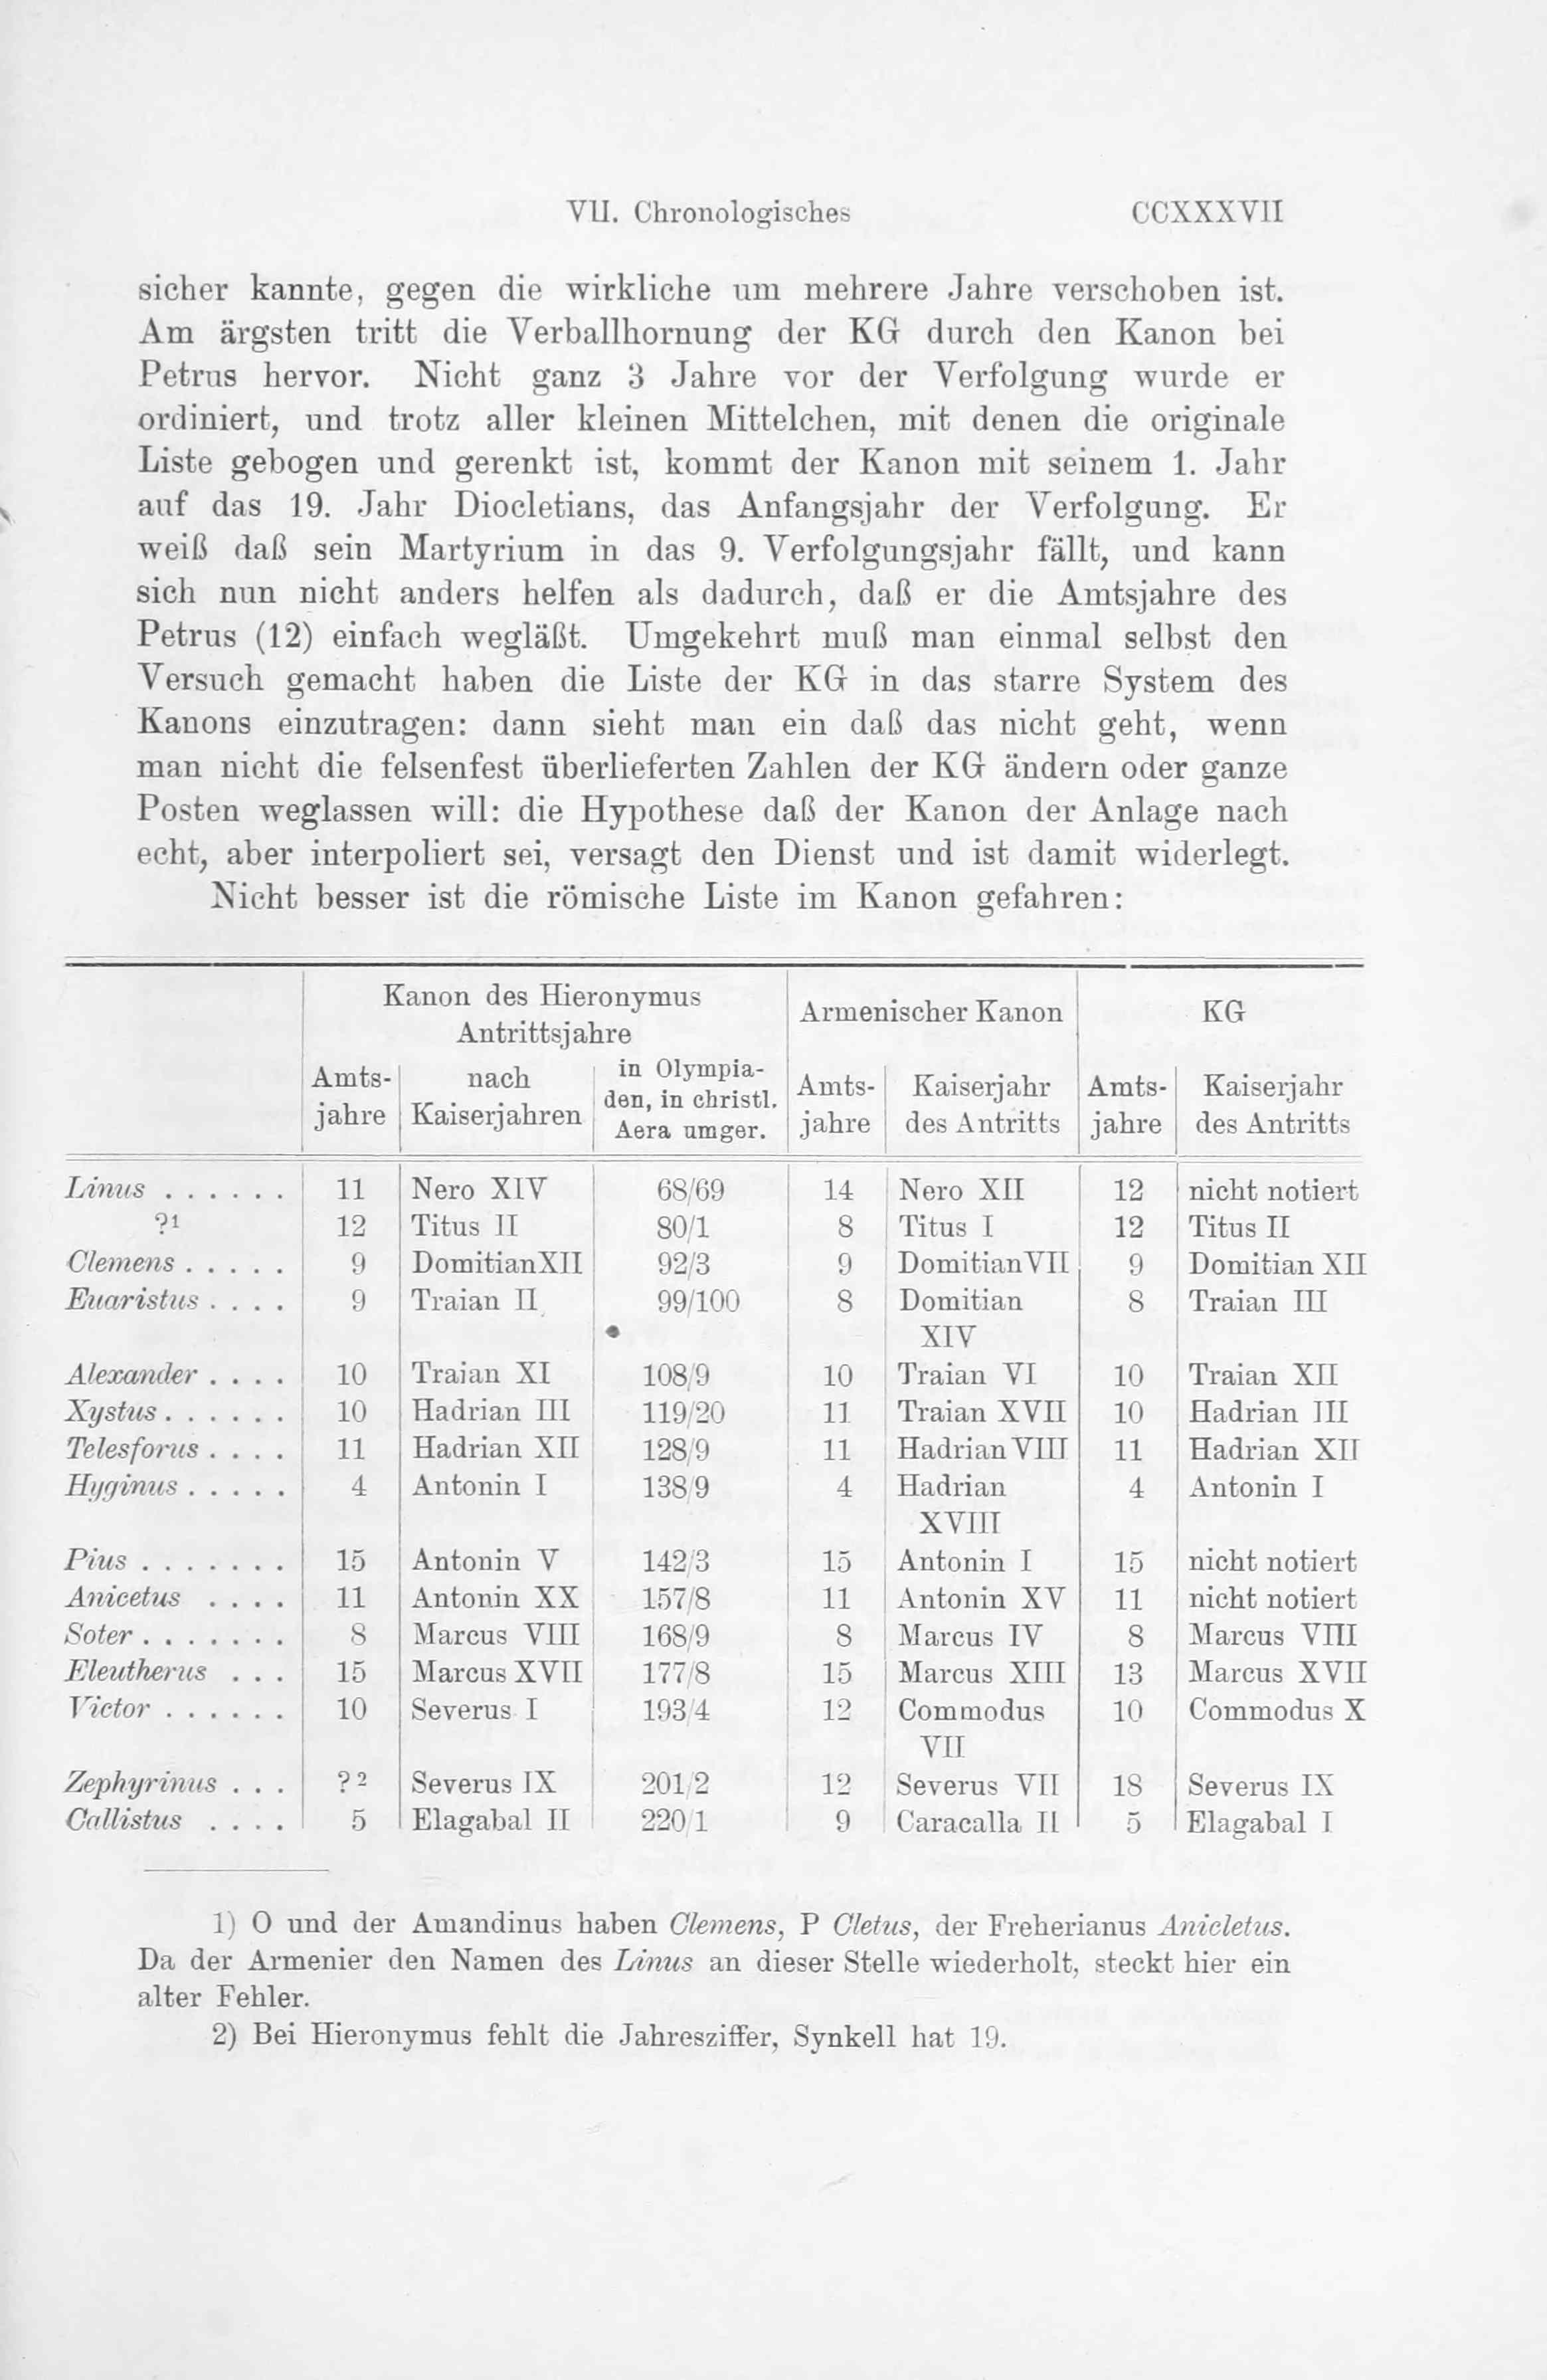 VII. Chronologisches CCXXXVII
sicher kannte, gegen die wirkliche um mehrere Jahre verschoben ist.
Am ärgsten tritt die Verballhornung der KG durch den Kanon bei
Petrus hervor. Nicht ganz 3 Jahre vor der Verfolgung wurde er
ordiniert, und trotz aller kleinen Mittelchen, mit denen die originale
Liste gebogen und gerenkt ist, kommt der Kanon mit seinem 1. Jahr
auf das 19. Jahr Diocletians, das Anfangsjahr der Verfolgung. Er
weiß daß sein Martyrium in das 9. Verfolgungsjahr fällt, und kann
sich nun nicht anders helfen als dadurch, daß er die Amtsjahre des
Petrus (12) einfach wegläßt. Umgekehrt muß man einmal selbst den
Versuch gemacht haben die Liste der KG in das starre System des
Kanons einzutragen: dann sieht man ein daß das nicht geht, wenn
man nicht die felsenfest überlieferten Zahlen der KG ändern oder ganze
Posten weglassen will: die Hypothese daß der Kanon der Anlage nach
echt, aber interpoliert sei, versagt den Dienst und ist damit widerlegt.
Nicht besser ist die römische Liste im Kanon gefahren:
Kanon des Hieronymus Armenischer Kanon KG
Antrittsjahre
Amts- nach in Olympia- Amts- Kaiserjahr Amts- Kaiserjahr
jahre Kaiserjahren den, in christl. jahre des Antritts jahre des Antritts
Aera umger.
Linus . . . . . . 11 Nero XIV 68/69 14 Nero XII 12 nicht notiert
?1 12 Titus II 80/1 8 Titus I 12 Titus II
Clemens . . . . . 9 DomitianXII 92/3 9 DomitianVII 9 Domitian XII
Euaristus . . . . 9 Traian II 99/100 8 Domitian 8 Traian III
XIV
Alexander . . . . 10 Traian XI 108/9 10 Traian VI 10 Traian XII
Xystus . . . . . . 10 Hadrian III 119/20 11 Traian XVII 10 Hadrian III
Telesforus . . . . 11 Hadrian XII 128/9 11 Hadrian VIII 11 Hadrian XII
Hyginus . . . . . 4 Antonin I 138/9 4 Hadrian 4 Antonin I
XVIII
Pius . . . . . . . 15 Antonin V 142/3 15 Antonin I 15 nicht notiert
Anicetus . . . . 11 Antonin XX 157/8 11 Antonin XV 11 nicht notiert
Soter . . . . . . . 8 Marcus VIII 168/9 8 Marcus IV 8 Marcus VIII
Eleutherus . . . 15 Marcus XVII 177/8 15 Marcus XIII 13 Marcus XVII
Victor . . . . . . 10 Severus I 193/4 12 Commodus 10 Commodus X
VII
Zephyrinus . . . ?2 Severus IX 201/2 12 Severus VII 18 Severus IX
Callistus . . . . 5 Elagabal II 220/1 9 Caracalla II 5 Elagabal I
1) O und der Amandinus haben Clemens, P Cletus, der Freherianus Anicletus.
Da der Armenier den Namen des Linus an dieser Stelle wiederholt, steckt hier ein
alter Fehler.
2) Bei Hieronymus fehlt die Jahresziffer, Synkell hat 19.